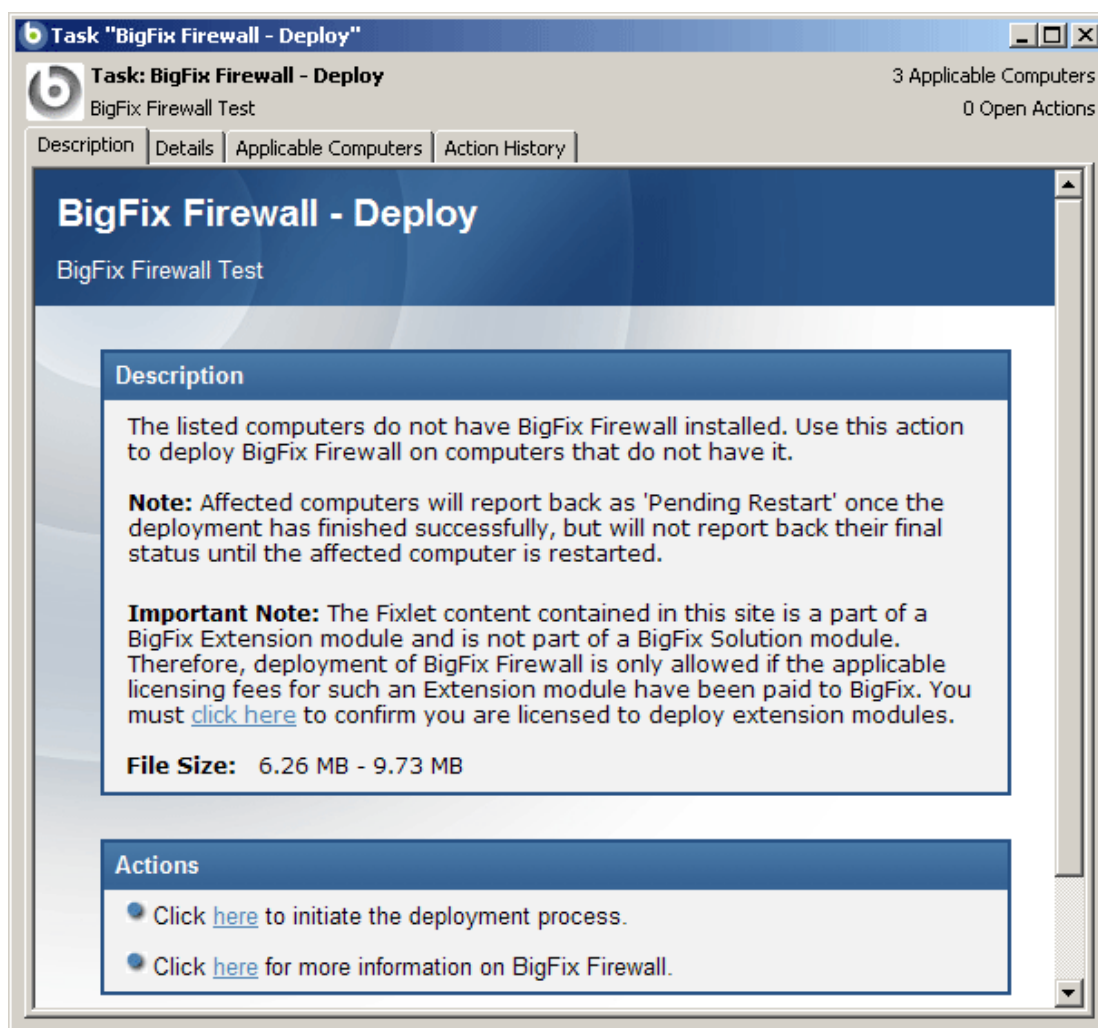 Task "BigFix Firewall - Deploy"
Task: BigFix Firewall - Deploy
3 Applicable Computers
BigFix Firewall Test
0 Open Actions
Description
Details
Applicable Computers
Action History
BigFix Firewall - Deploy
BigFix Firewall Test
Description
The listed computers do not have BigFix Firewall installed. Use this action
to deploy BigFix Firewall on computers that do not have it.
Note: Affected computers will report back as 'Pending Restart' once the
deployment has finished successfully, but will not report back their final
status until the affected computer is restarted.
Important Note: The Fixlet content contained in this site is a part of a
BigFix Extension module and is not part of a BigFix Solution module.
Therefore, deployment of BigFix Firewall is only allowed if the applicable
licensing fees for such an Extension module have been paid to BigFix. You
must click here to confirm you are licensed to deploy extension modules.
File Size: 6.26 MB - 9.73 MB
Actions
Click here to initiate the deployment process.
Click here for more information on BigFix Firewall.